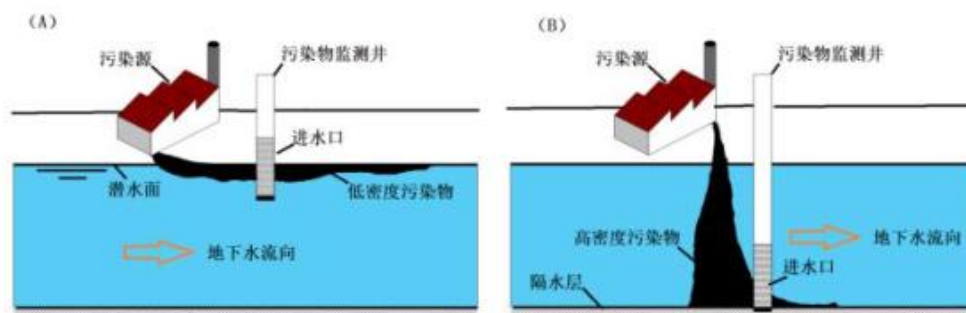 (A)
污染源
污染物监测井
进水口
潜水面
低密度污染物
地下水流向
(B)
污染源
污染物监测井
高密度污染物
地下水流向
进水口
隔水层